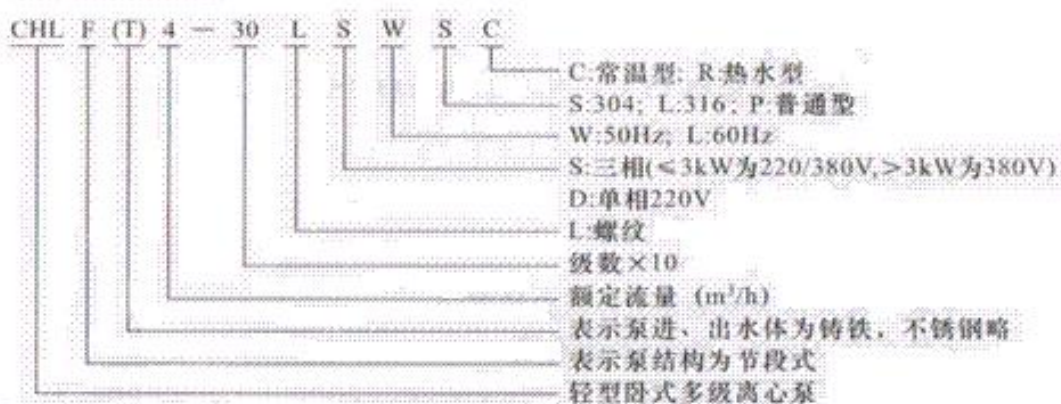 CHL F (T) 4 — 30 L S W S C
C:常温型; R:热水型
S:304; L:316; P:普通型
W:50Hz; L:60Hz
S:三相(≤3kW为220/380V,>3kW为380V)
D:单相220V
L:螺纹
级数×10
额定流量 (m³/h)
表示泵进、出水体为铸铁，不锈钢略
表示泵结构为节段式
轻型卧式多级离心泵